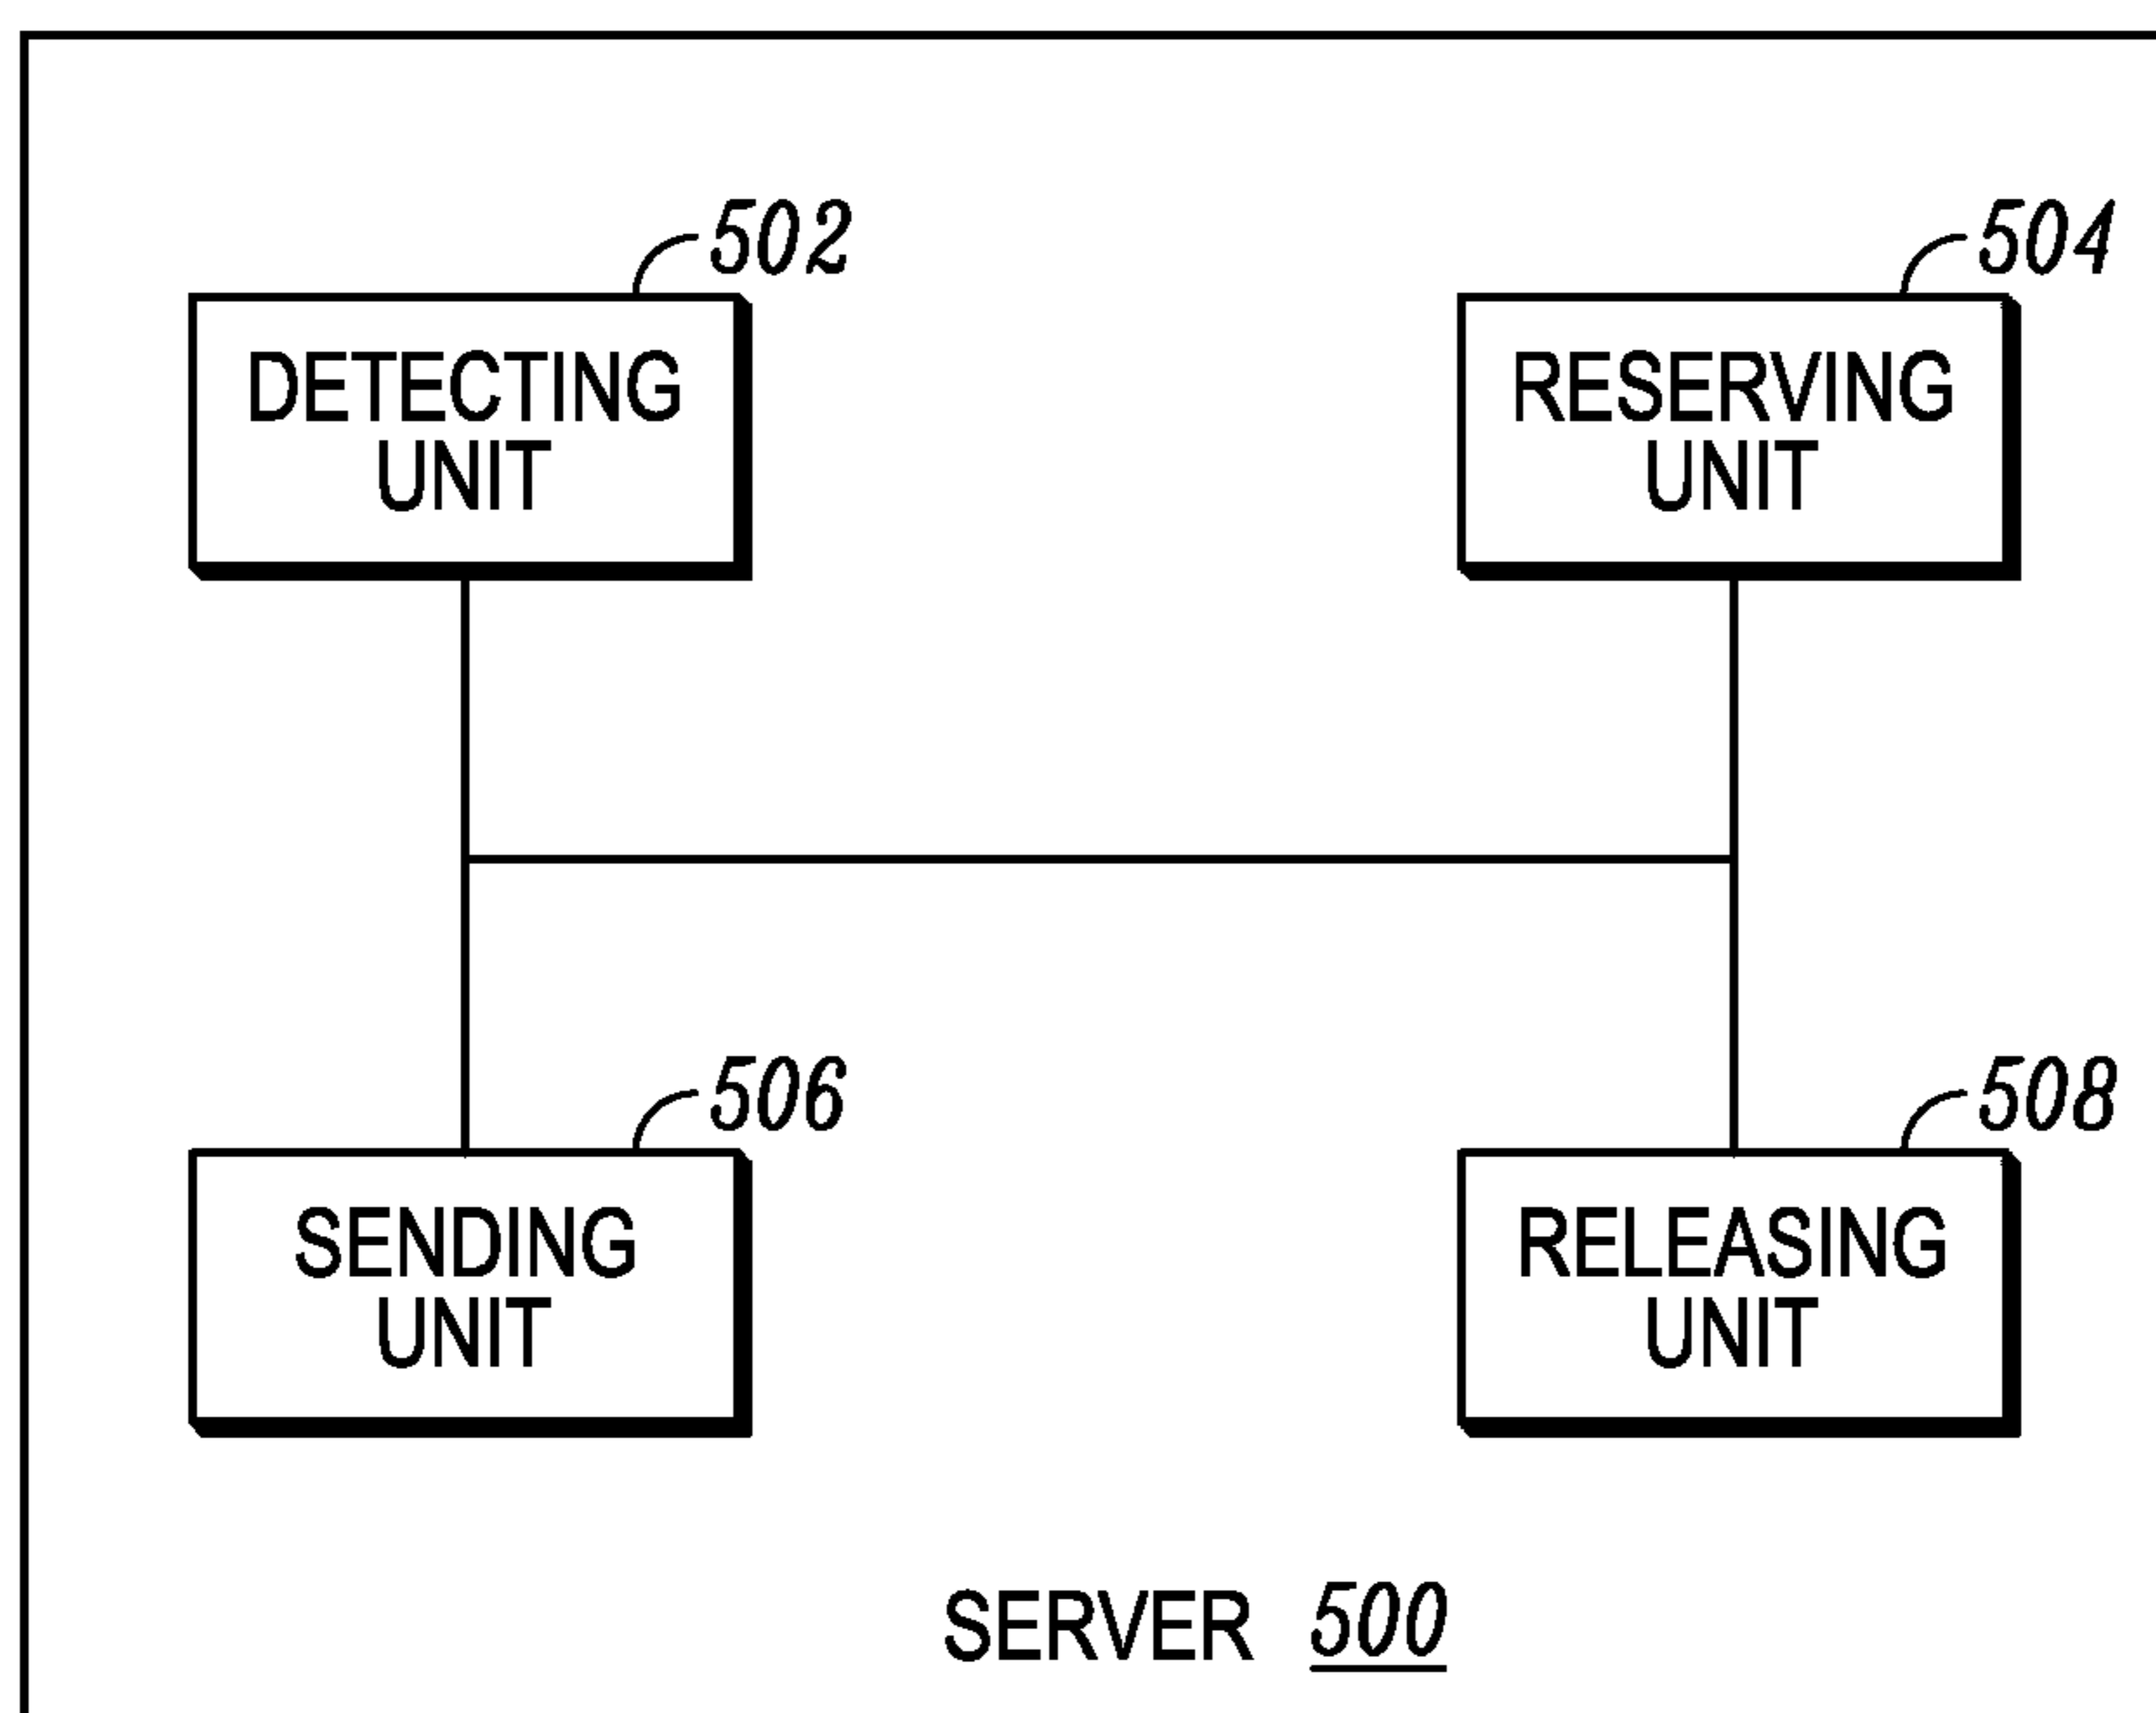 502
504
DETECTING
UNIT
RESERVING
UNIT
506
508
SENDING
UNIT
RELEASING
UNIT
SERVER 500